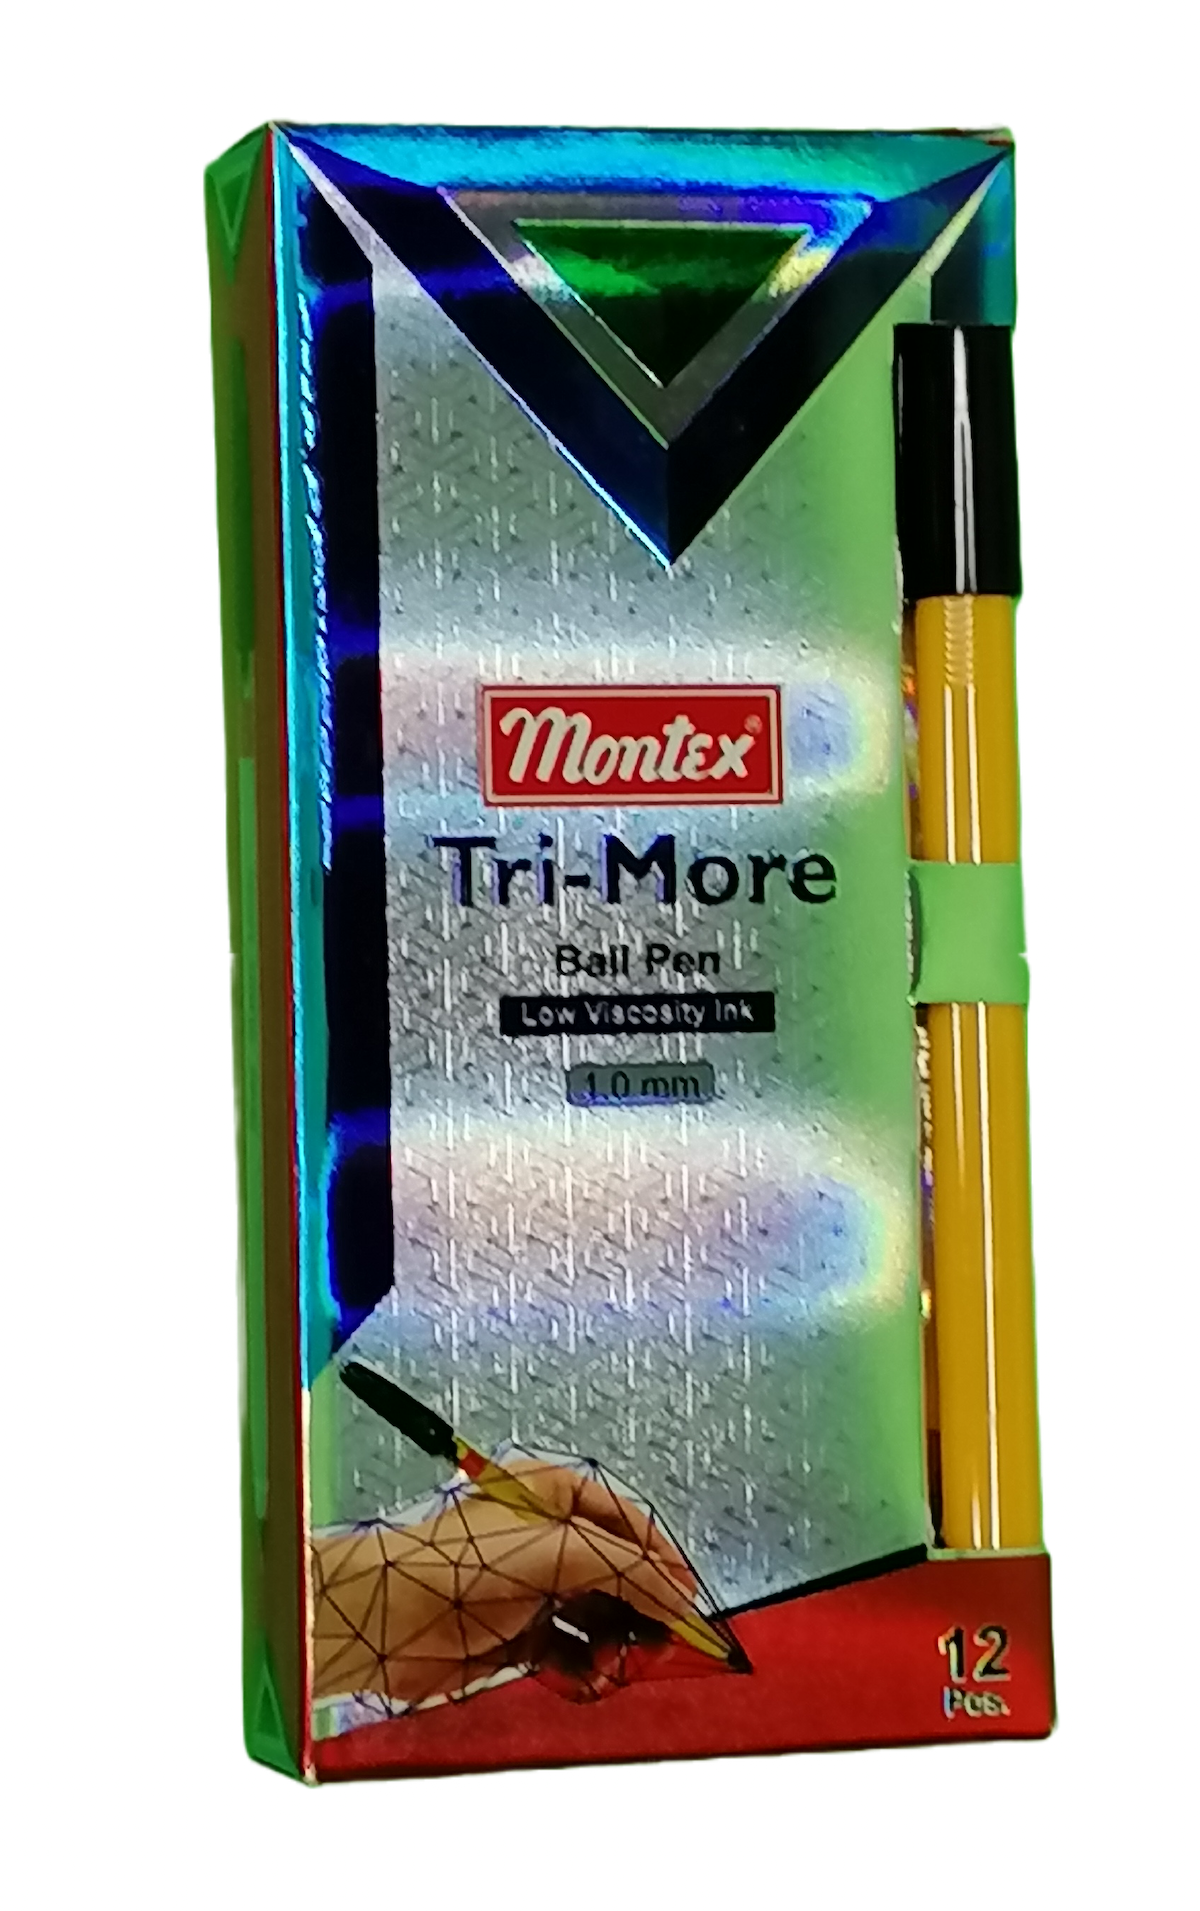 Montex®
Tri-More
Ball Pen
Low Viscosity Ink
1.0 mm
12
Pcs.